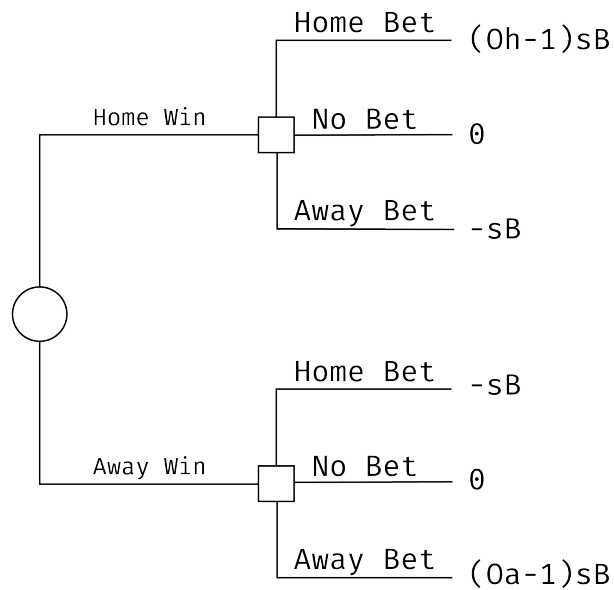 Home Bet
(Oh-1)sB
Home Win
No Bet
0
Away Bet
-sB
Home Bet
-sB
Away Win
No Bet
0
Away Bet
(Oa-1)sB